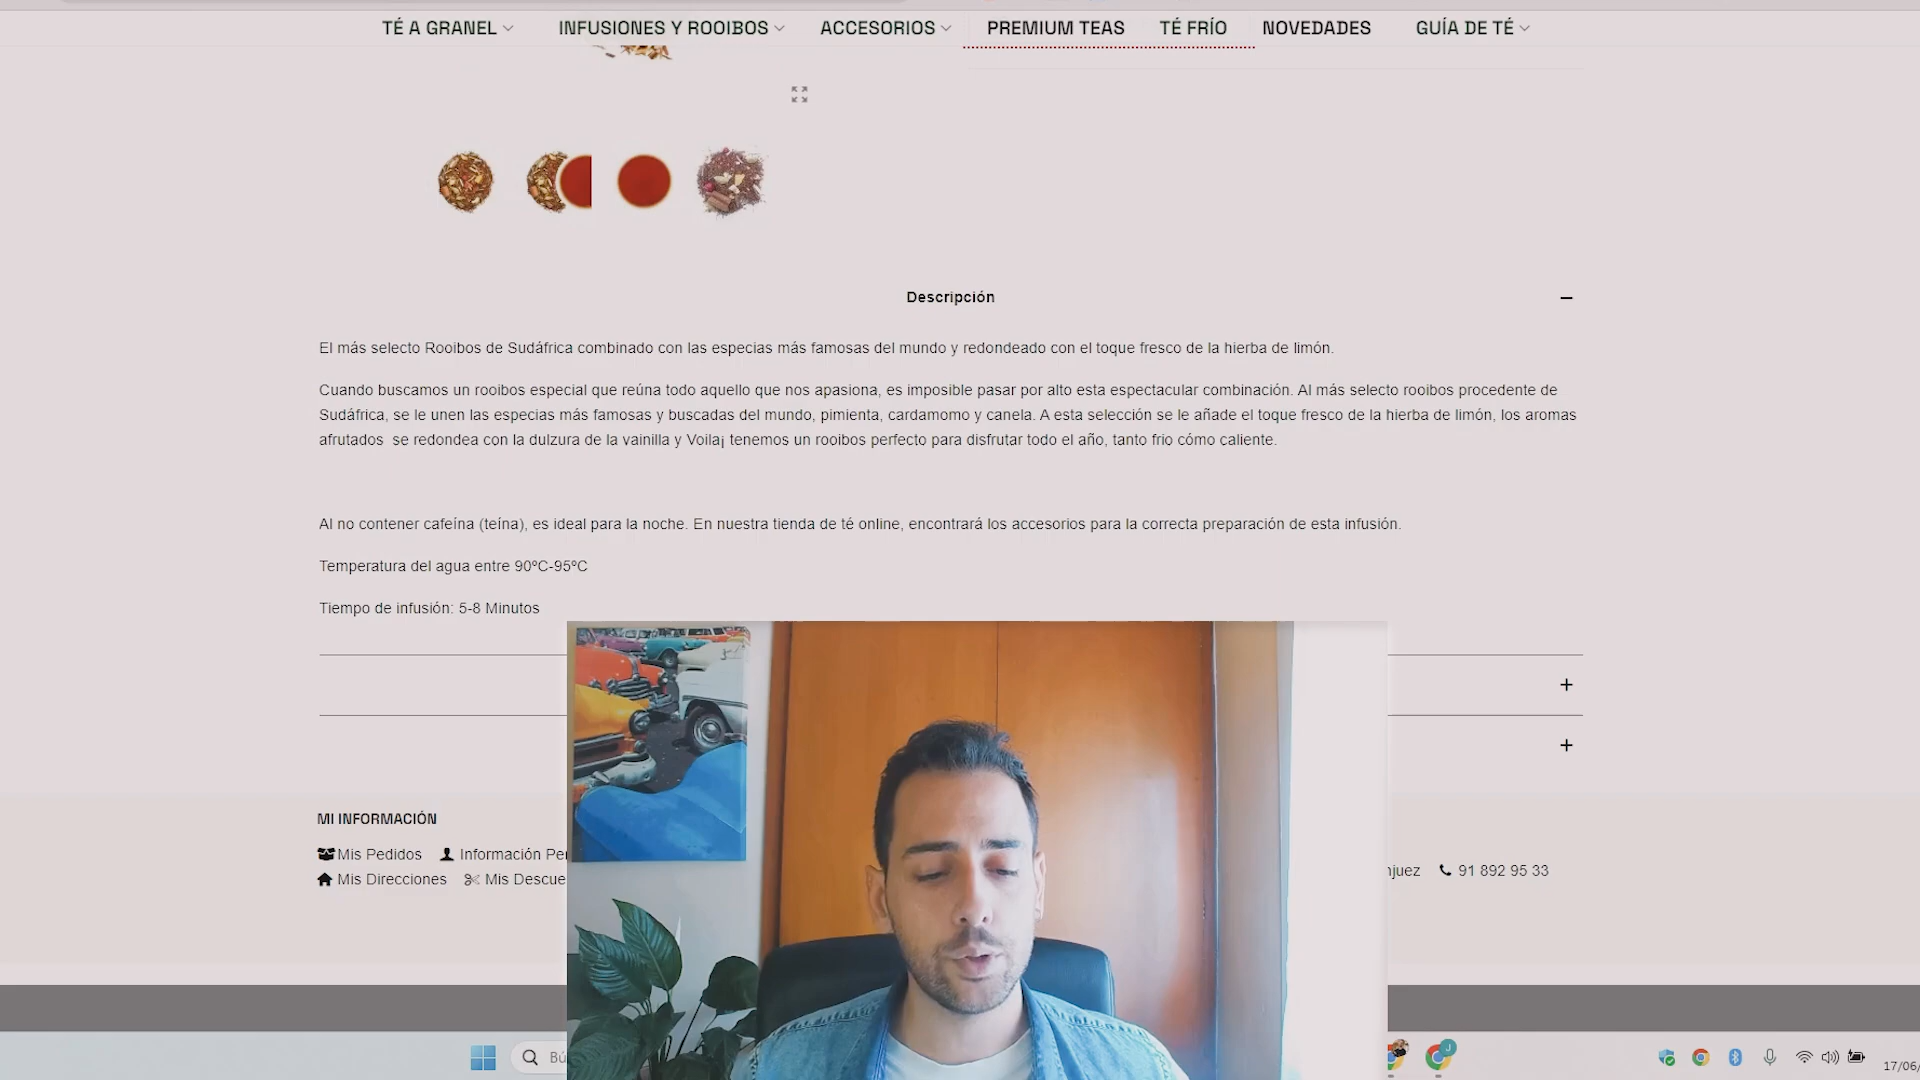 TÉ A GRANEL
INFUSIONES Y ROOIBOS
ACCESORIOS
PREMIUM TEAS
TÉ FRÍO
NOVEDADES
GUÍA DE TÉ
Descripción
El más selecto Rooibos de Sudáfrica combinado con las especias más famosas del mundo y redondeado con el toque fresco de la hierba de limón.
Cuando buscamos un rooibos especial que reúna todo aquello que nos apasiona, es imposible pasar por alto esta espectacular combinación. Al más selecto rooibos procedente de
Sudáfrica, se le unen las especias más famosas y buscadas del mundo, pimienta, cardamomo y canela. A esta selección se le añade el toque fresco de la hierba de limón, los aromas
afrutados se redondea con la dulzura de la vainilla y Voila¡ tenemos un rooibos perfecto para disfrutar todo el año, tanto frio cómo caliente.
Al no contener cafeína (teína), es ideal para la noche. En nuestra tienda de té online, encontrará los accesorios para la correcta preparación de esta infusión.
Temperatura del agua entre 90ºC-95ºC
Tiempo de infusión: 5-8 Minutos
MI INFORMACIÓN
Mis Pedidos
Información Per
Mis Direcciones
Mis Descue
njuez
91 892 95 33
Bú
J
17/06/